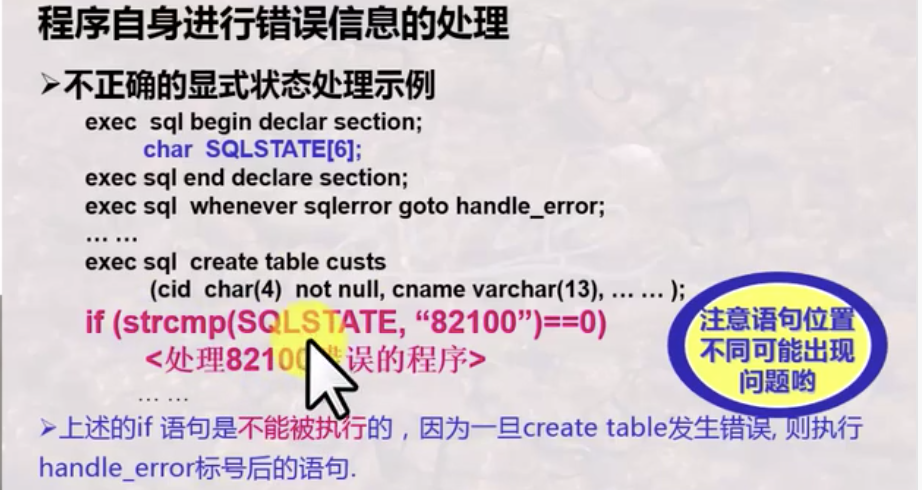 程序自身进行错误信息的处理
➢不正确的显式状态处理示例
exec sql begin declar section;
char SQLSTATE[6];
exec sql end declare section;
exec sql whenever sqlerror goto handle_error;
… …
exec sql create table custs
(cid char(4) not null, cname varchar(13), … … );
if (strcmp(SQLSTATE, “82100”)==0)
<处理82100错误的程序>
… …
注意语句位置
不同可能出现
问题哟
➢上述的if 语句是不能被执行的，因为一旦create table发生错误, 则执行
handle_error标号后的语句.